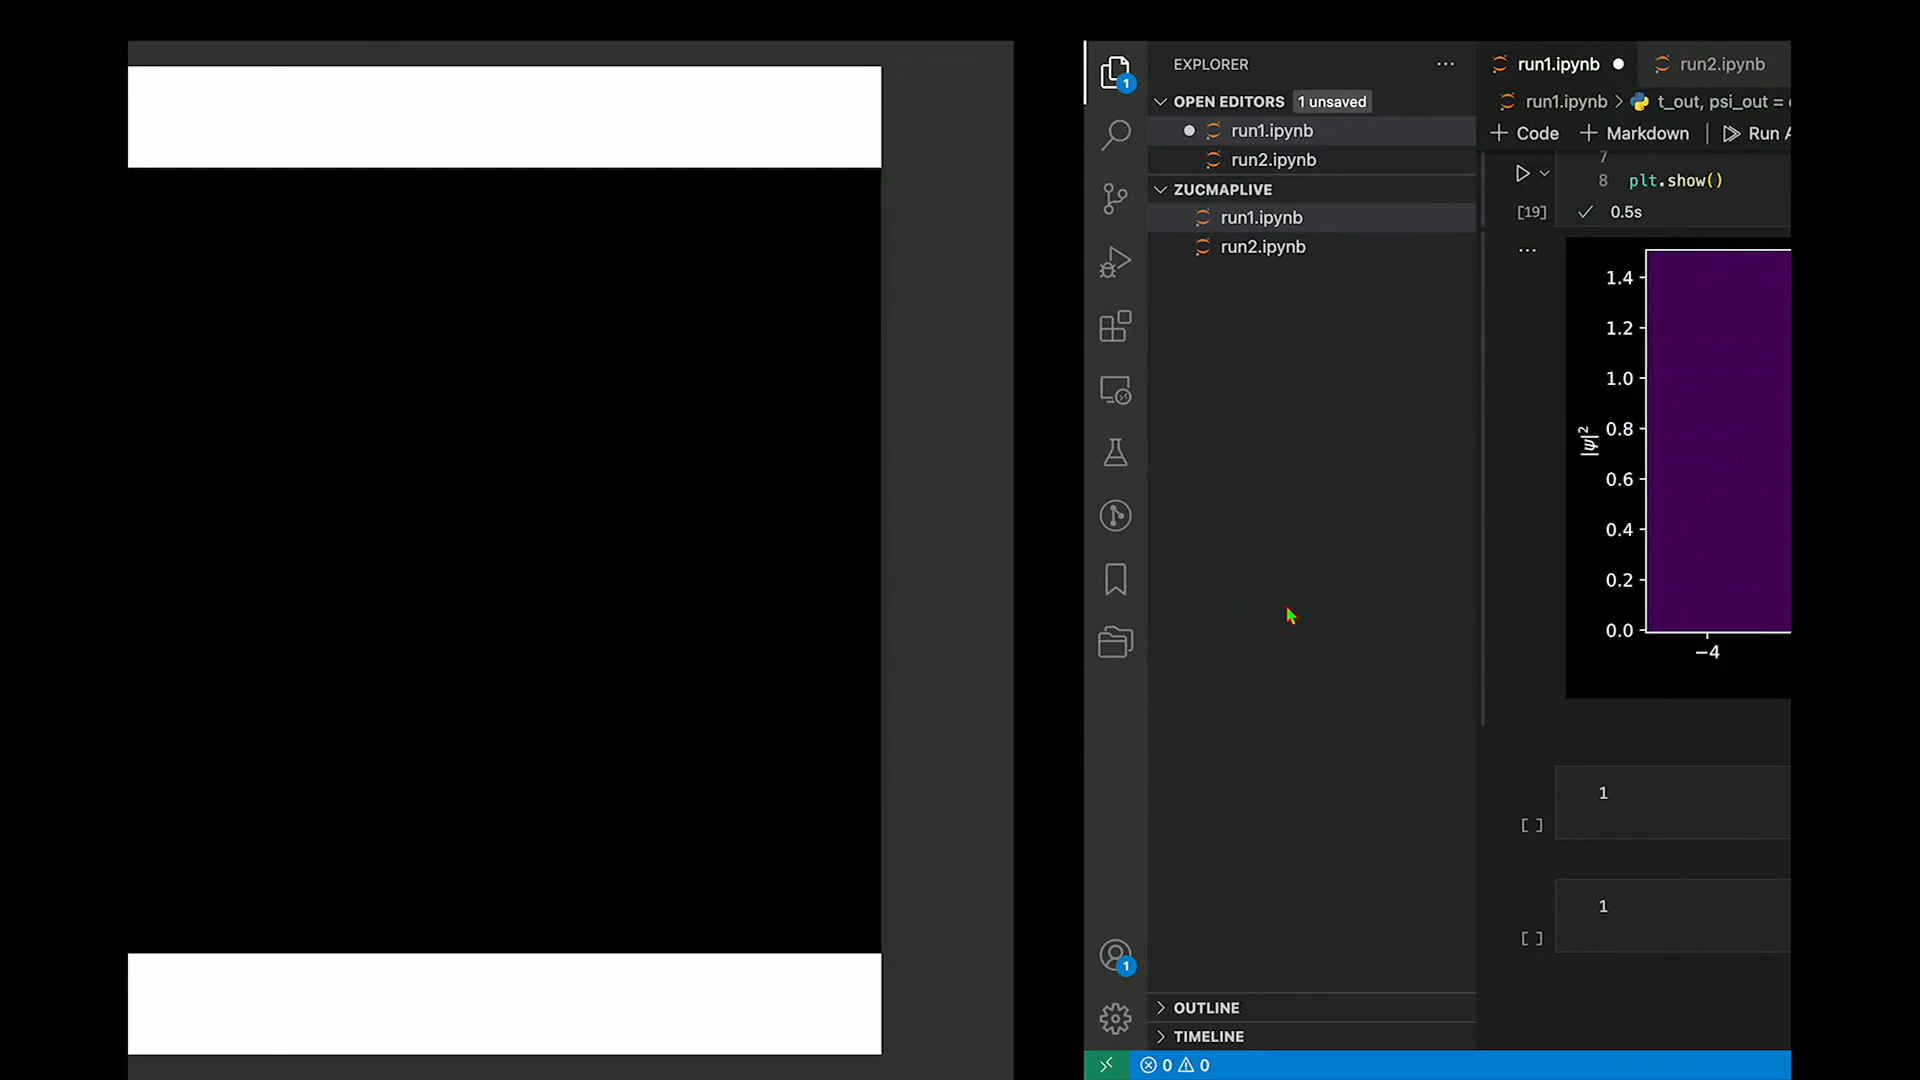 1
EXPLORER
...
OPEN EDITORS 1 unsaved
run1.ipynb
run2.ipynb
ZUCMAPLIVE
run1.ipynb
run2.ipynb
OUTLINE
TIMELINE
1
0 0
run1.ipynb run2.ipynb
run1.ipynb > t_out, psi_out =
+ Code + Markdown | Run A
7
8 plt.show()
[19] ✓ 0.5s
...
1.4
1.2
1.0
0.8
0.6
0.4
0.2
0.0
|ψ|²
−4
1
[ ]
1
[ ]